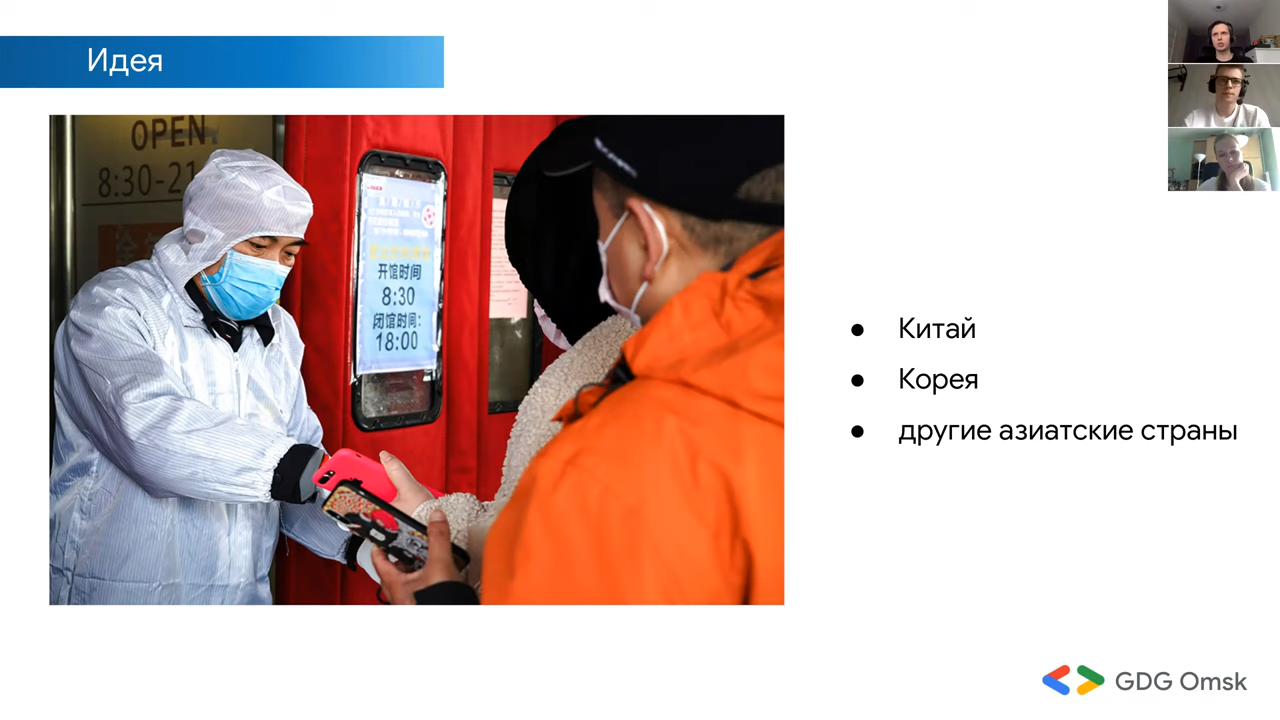 Идея
OPEN
8:30-21
开馆时间
8:30
闭馆时间:
18:00
Китай
Корея
другие азиатские страны
GDG Omsk